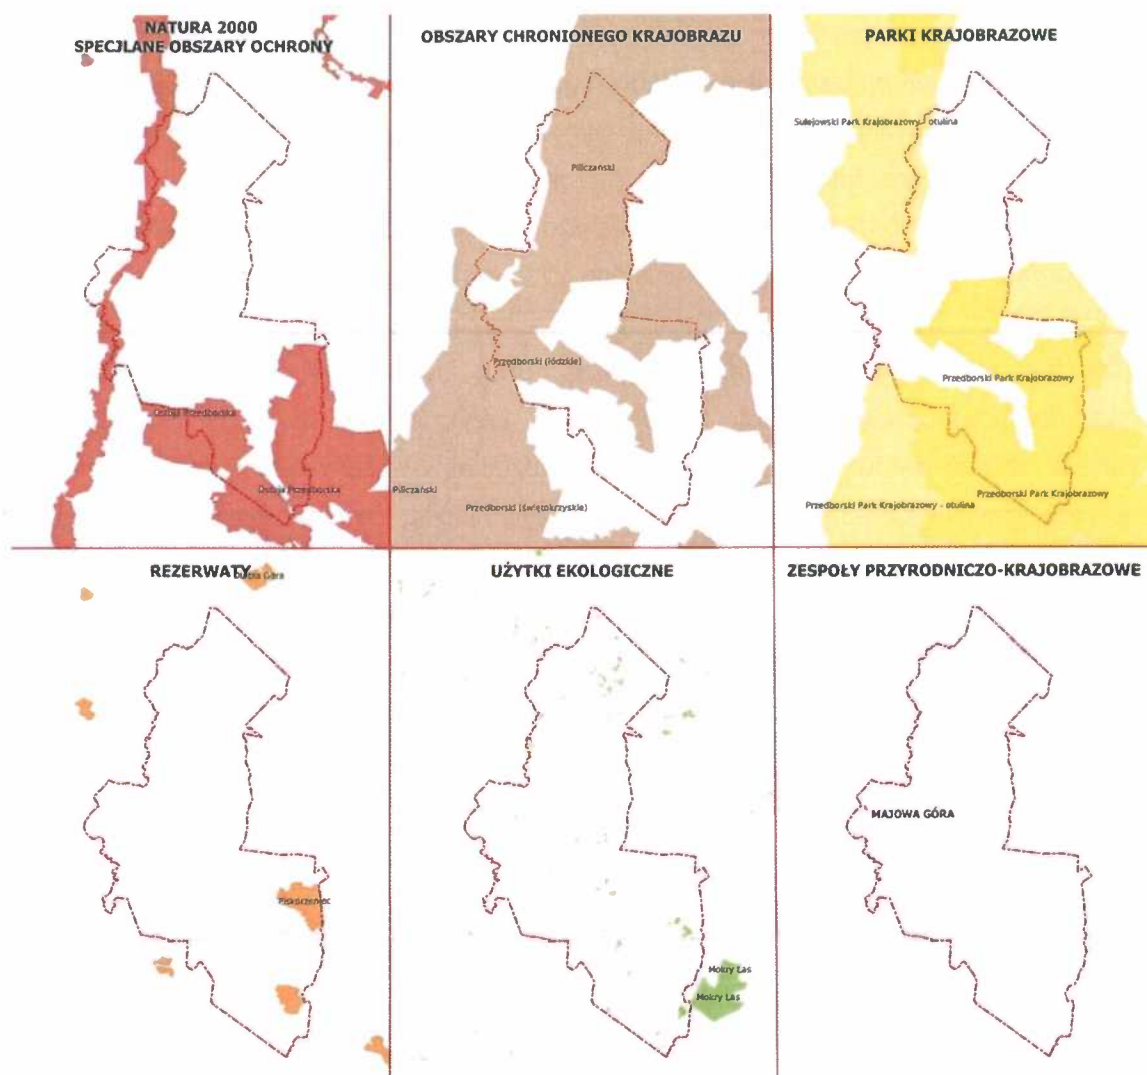 NATURA 2000
SPECJLANE OBSZARY OCHRONY
Ostoja Przedborska
Ostoja Przedborska
OBSZARY CHRONIONEGO KRAJOBRAZU
Piliczański
Przedborski (łódzkie)
Piliczański
Przedborski (świętokrzyskie)
PARKI KRAJOBRAZOWE
Sulejowski Park Krajobrazowy - otulina
Przedborski Park Krajobrazowy
Przedborski Park Krajobrazowy
Przedborski Park Krajobrazowy - otulina
REZERWATY
Góra
Piskorzeniec
UŻYTKI EKOLOGICZNE
Mokry Las
Mokry Las
ZESPOŁY PRZYRODNICZO-KRAJOBRAZOWE
MAJOWA GÓRA